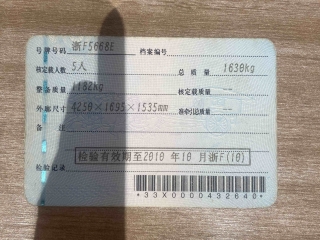 号牌号码 浙F5668E 档案编号
核定载人数 5人 总质量 1630kg
整备质量 1182kg 核定载质量 --
外廓尺寸 4250×1695×1535mm 准牵引总质量 --
备注
检验记录 检验有效期至2010年10月浙F(10)
*33X0000432640*